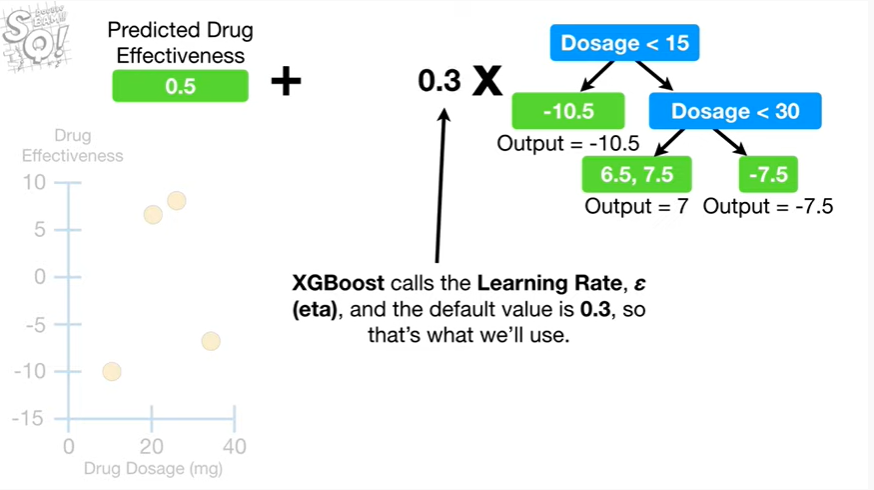 Predicted Drug
Effectiveness
0.5
+
0.3 X
Dosage < 15
-10.5
Output = -10.5
Dosage < 30
6.5, 7.5
Output = 7
-7.5
Output = -7.5
XGBoost calls the Learning Rate, ε
(eta), and the default value is 0.3, so
that’s what we’ll use.
Drug
Effectiveness
10
5
0
-5
-10
-15
0
20
40
Drug Dosage (mg)
SQ!